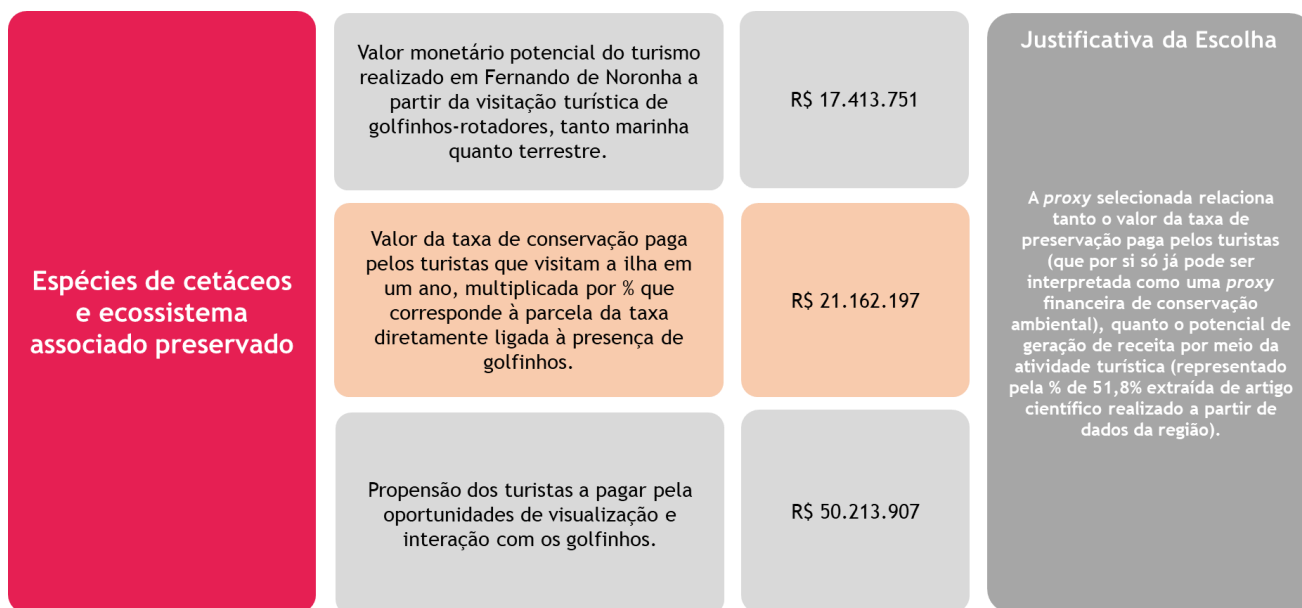 Espécies de cetáceos
e ecossistema
associado preservado
Valor monetário potencial do turismo
realizado em Fernando de Noronha a
partir da visitação turística de
golfinhos-rotadores, tanto marinha
quanto terrestre.
R$ 17.413.751
Valor da taxa de conservação paga
pelos turistas que visitam a ilha em
um ano, multiplicada por % que
corresponde à parcela da taxa
diretamente ligada à presença de
golfinhos.
R$ 21.162.197
Propensão dos turistas a pagar pela
oportunidades de visualização e
interação com os golfinhos.
R$ 50.213.907
Justificativa da Escolha
A proxy selecionada relaciona
tanto o valor da taxa de
preservação paga pelos turistas
(que por si só já pode ser
interpretada como uma proxy
financeira de conservação
ambiental), quanto o potencial de
geração de receita por meio da
atividade turística (representado
pela % de 51,8% extraída de artigo
científico realizado a partir de
dados da região).